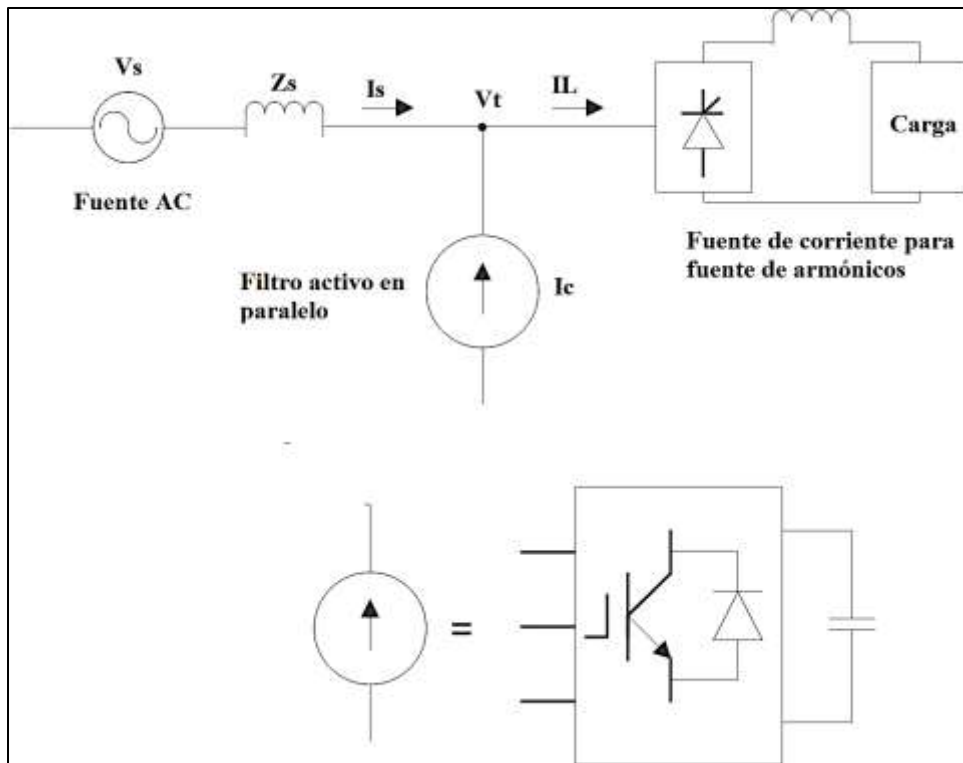 Vs
Zs
Is
Vt
IL
Carga
Fuente AC
Filtro activo en
paralelo
Ic
Fuente de corriente para
fuente de armónicos
=